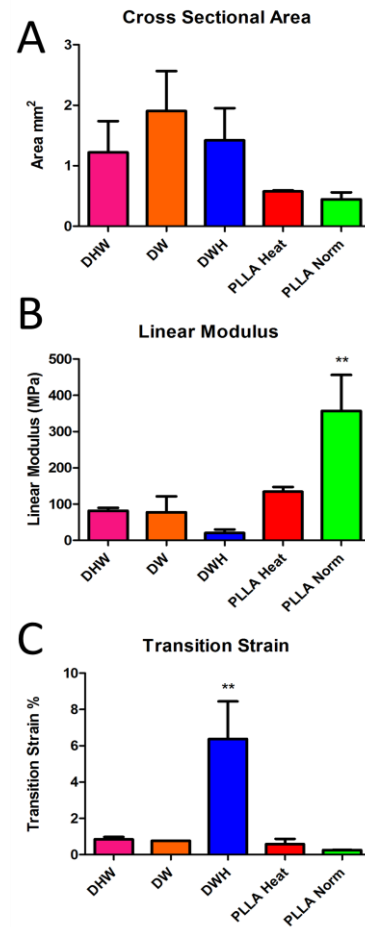 A
Cross Sectional Area
Area mm²
3
2
1
0
DHW
DW
DWH
PLLA Heat
PLLA Norm
B
Linear Modulus
Linear Modulus (MPa)
500
400
300
200
100
0
**
DHW
DW
DWH
PLLA Heat
PLLA Norm
C
Transition Strain
Transition Strain %
10
8
6
4
2
0
**
DHW
DW
DWH
PLLA Heat
PLLA Norm